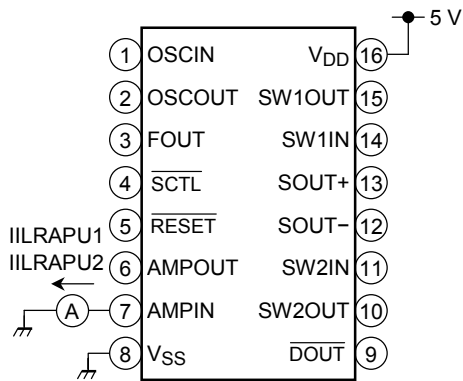 5 V
1 OSCIN
2 OSCOUT
3 FOUT
4 SCTL
5 RESET
6 AMPOUT
7 AMPIN
8 VSS
VDD 16
SW1OUT 15
SW1IN 14
SOUT+ 13
SOUT− 12
SW2IN 11
SW2OUT 10
DOUT 9
IILRAPU1
IILRAPU2
A